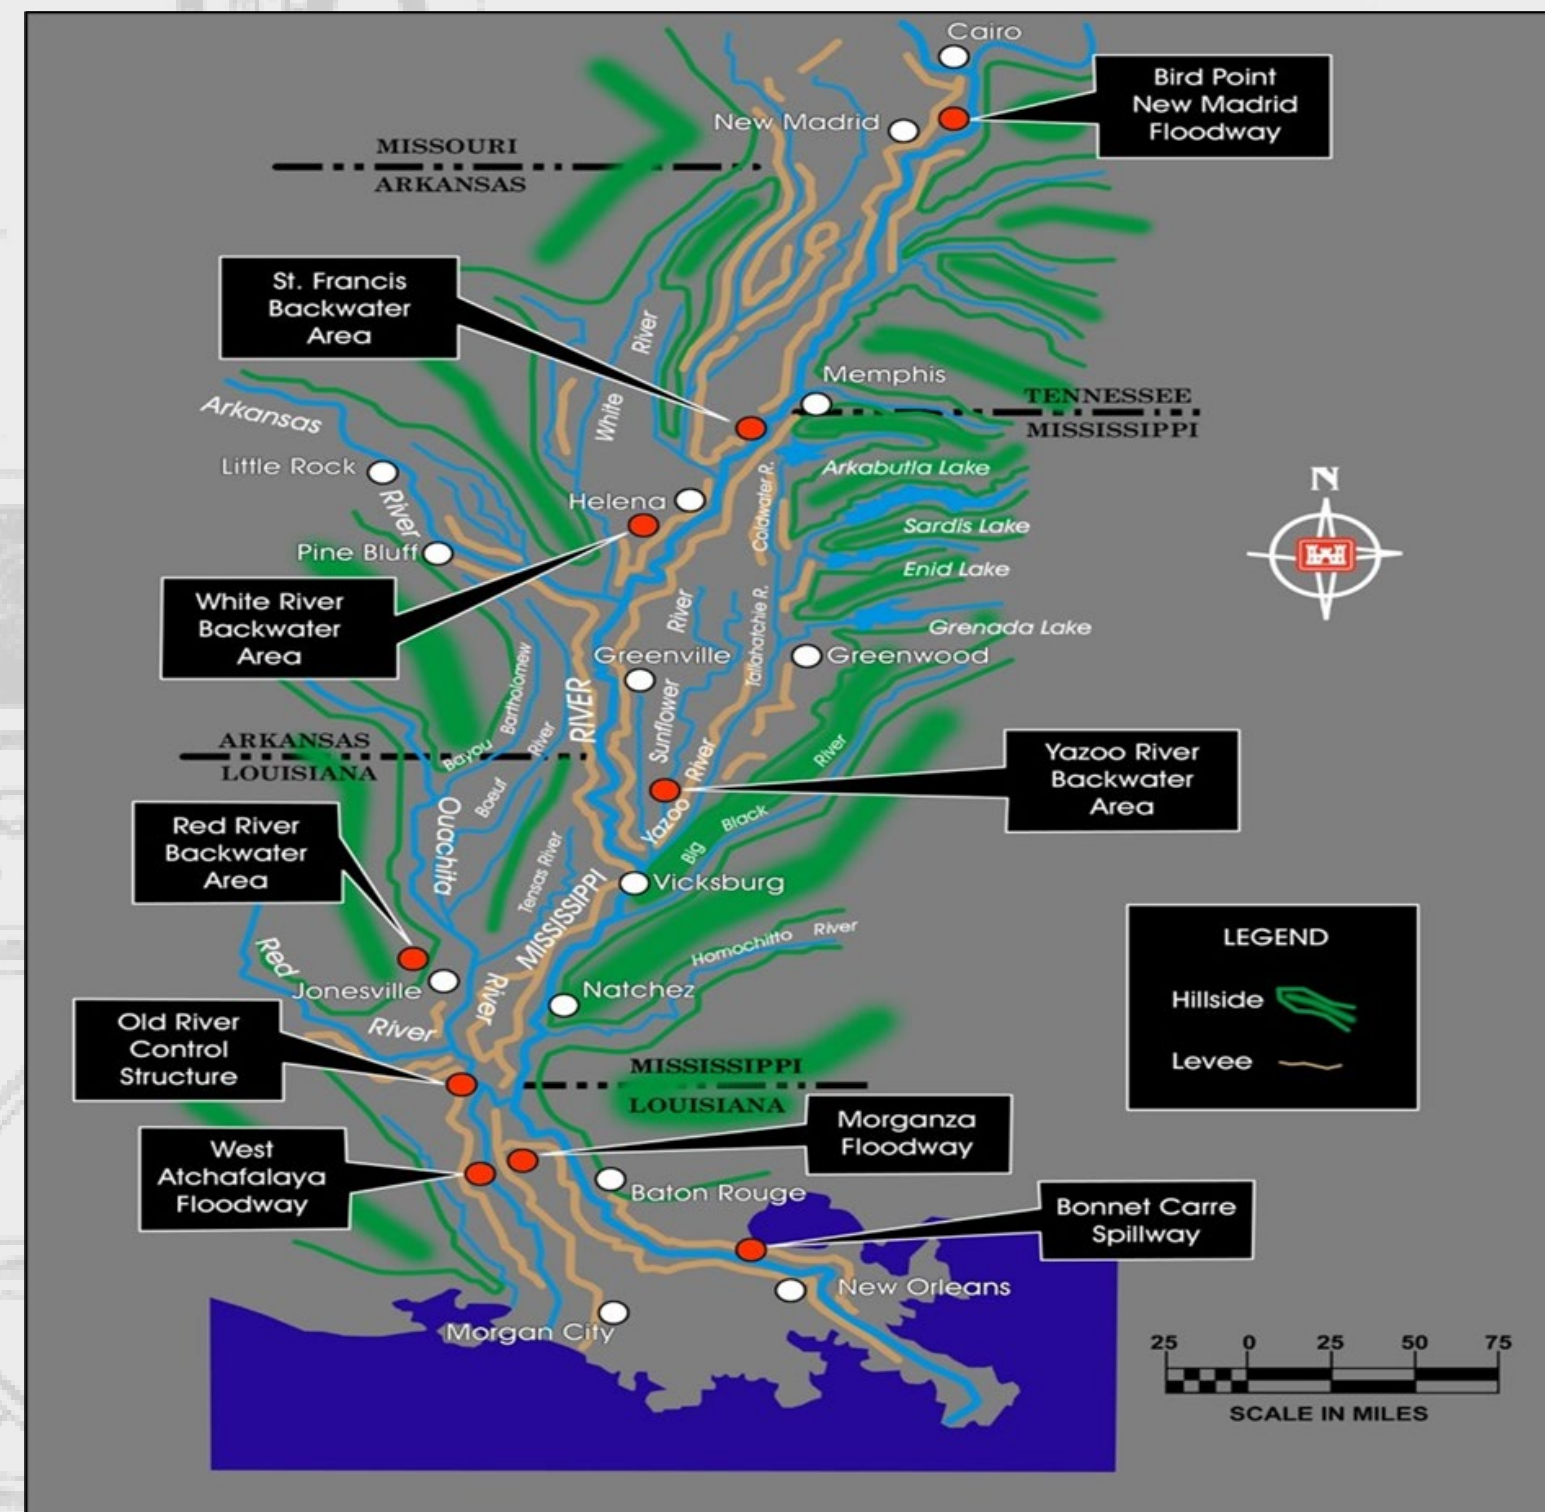 Cairo
Bird Point
New Madrid
Floodway
New Madrid
MISSOURI
ARKANSAS
St. Francis
Backwater
Area
River
White
Memphis
TENNESSEE
MISSISSIPPI
Arkansas
River
Little Rock
Arkabutla Lake
Coldwater R.
Helena
Sardis Lake
N
Pine Bluff
Enid Lake
White River
Backwater
Area
River
Sunflower
Tallahatchie R.
Grenada Lake
Greenville
Greenwood
Bayou
Bartholomew
RIVER
ARKANSAS
LOUISIANA
River
Boeuf
Yazoo River
Yazoo River
Backwater
Area
Big
Black
River
Red River
Backwater
Area
Ouachita
River
Tensas River
MISSISSIPPI
Vicksburg
Homochitto River
LEGEND
Hillside
Levee
Red
River
Jonesville
Natchez
Old River
Control
Structure
MISSISSIPPI
LOUISIANA
Morganza
Floodway
West
Atchafalaya
Floodway
Baton Rouge
Bonnet Carre
Spillway
New Orleans
Morgan City
25 0 25 50 75
SCALE IN MILES